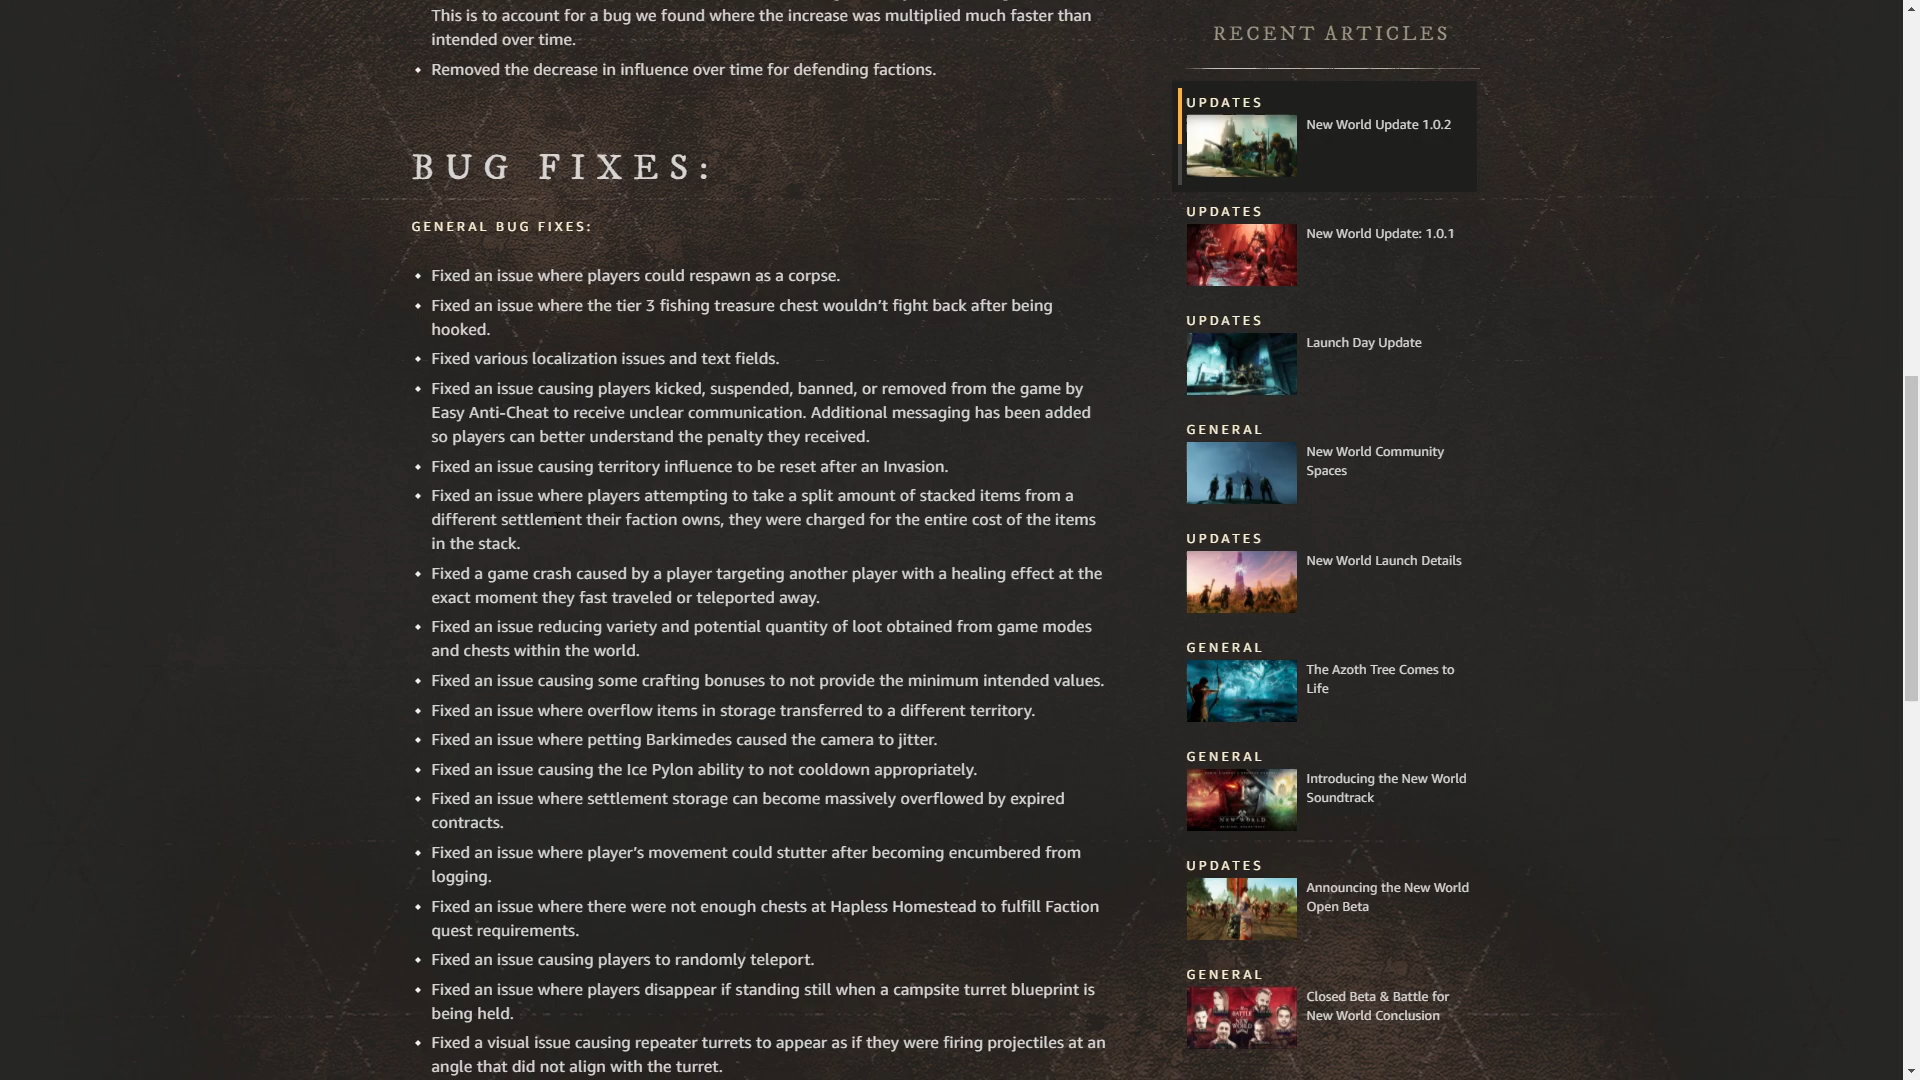 This is to account for a bug we found where the increase was multiplied much faster than
intended over time.
Removed the decrease in influence over time for defending factions.
BUG FIXES:
GENERAL BUG FIXES:
Fixed an issue where players could respawn as a corpse.
Fixed an issue where the tier 3 fishing treasure chest wouldn’t fight back after being
hooked.
Fixed various localization issues and text fields.
Fixed an issue causing players kicked, suspended, banned, or removed from the game by
Easy Anti-Cheat to receive unclear communication. Additional messaging has been added
so players can better understand the penalty they received.
Fixed an issue causing territory influence to be reset after an Invasion.
Fixed an issue where players attempting to take a split amount of stacked items from a
different settlement their faction owns, they were charged for the entire cost of the items
in the stack.
Fixed a game crash caused by a player targeting another player with a healing effect at the
exact moment they fast traveled or teleported away.
Fixed an issue reducing variety and potential quantity of loot obtained from game modes
and chests within the world.
Fixed an issue causing some crafting bonuses to not provide the minimum intended values.
Fixed an issue where overflow items in storage transferred to a different territory.
Fixed an issue where petting Barkimedes caused the camera to jitter.
Fixed an issue causing the Ice Pylon ability to not cooldown appropriately.
Fixed an issue where settlement storage can become massively overflowed by expired
contracts.
Fixed an issue where player’s movement could stutter after becoming encumbered from
logging.
Fixed an issue where there were not enough chests at Hapless Homestead to fulfill Faction
quest requirements.
Fixed an issue causing players to randomly teleport.
Fixed an issue where players disappear if standing still when a campsite turret blueprint is
being held.
Fixed a visual issue causing repeater turrets to appear as if they were firing projectiles at an
angle that did not align with the turret.
RECENT ARTICLES
UPDATES
New World Update 1.0.2
UPDATES
New World Update: 1.0.1
UPDATES
Launch Day Update
GENERAL
New World Community
Spaces
UPDATES
New World Launch Details
GENERAL
The Azoth Tree Comes to
Life
GENERAL
Introducing the New World
Soundtrack
NEW WORLD
UPDATES
Announcing the New World
Open Beta
GENERAL
Closed Beta & Battle for
New World Conclusion
BATTLE
NEW WORLD